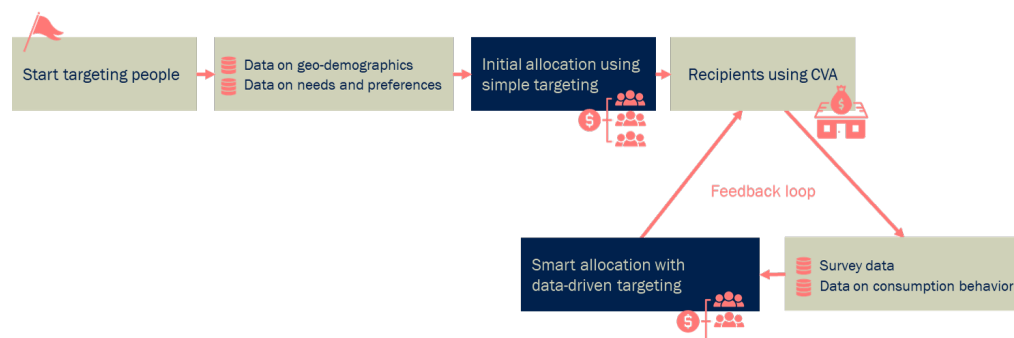 Start targeting people
Data on geo-demographics
Data on needs and preferences
Initial allocation using
simple targeting
$
Recipients using CVA
$
Feedback loop
Smart allocation with
data-driven targeting
$
Survey data
Data on consumption behavior